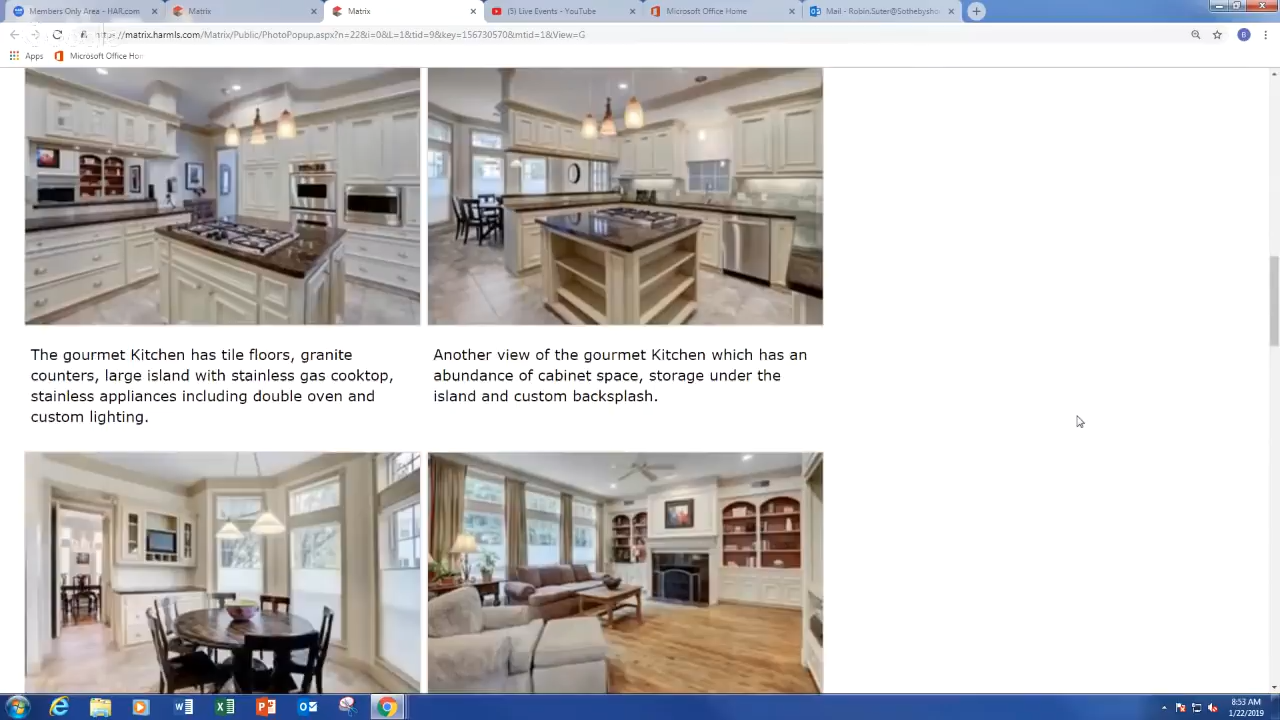 Members Only Area - HAR.com
Matrix
Matrix
(5) Live Events - YouTube
Microsoft Office Home
Mail - Robin.Suter@Sothebysho
https://matrix.harmls.com/Matrix/Public/PhotoPopup.aspx?n=22&i=0&L=1&tid=9&key=156730570&mtid=1&View=G
B
Apps
Microsoft Office Hom
The gourmet Kitchen has tile floors, granite
counters, large island with stainless gas cooktop,
stainless appliances including double oven and
custom lighting.
Another view of the gourmet Kitchen which has an
abundance of cabinet space, storage under the
island and custom backsplash.
8:53 AM
1/22/2019